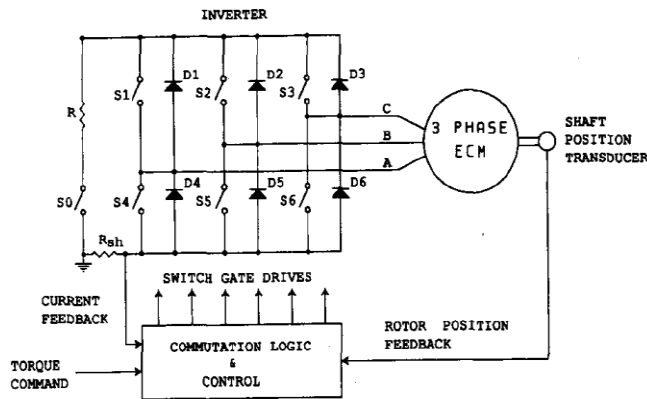 INVERTER
S1
D1
S2
D2
S3
D3
R
C
B
A
3 PHASE
ECM
SHAFT
POSITION
TRANSDUCER
S0
S4
D4
S5
D5
S6
D6
Rsh
SWITCH GATE DRIVES
CURRENT
FEEDBACK
COMMUTATION LOGIC
&
CONTROL
ROTOR POSITION
FEEDBACK
TORQUE
COMMAND